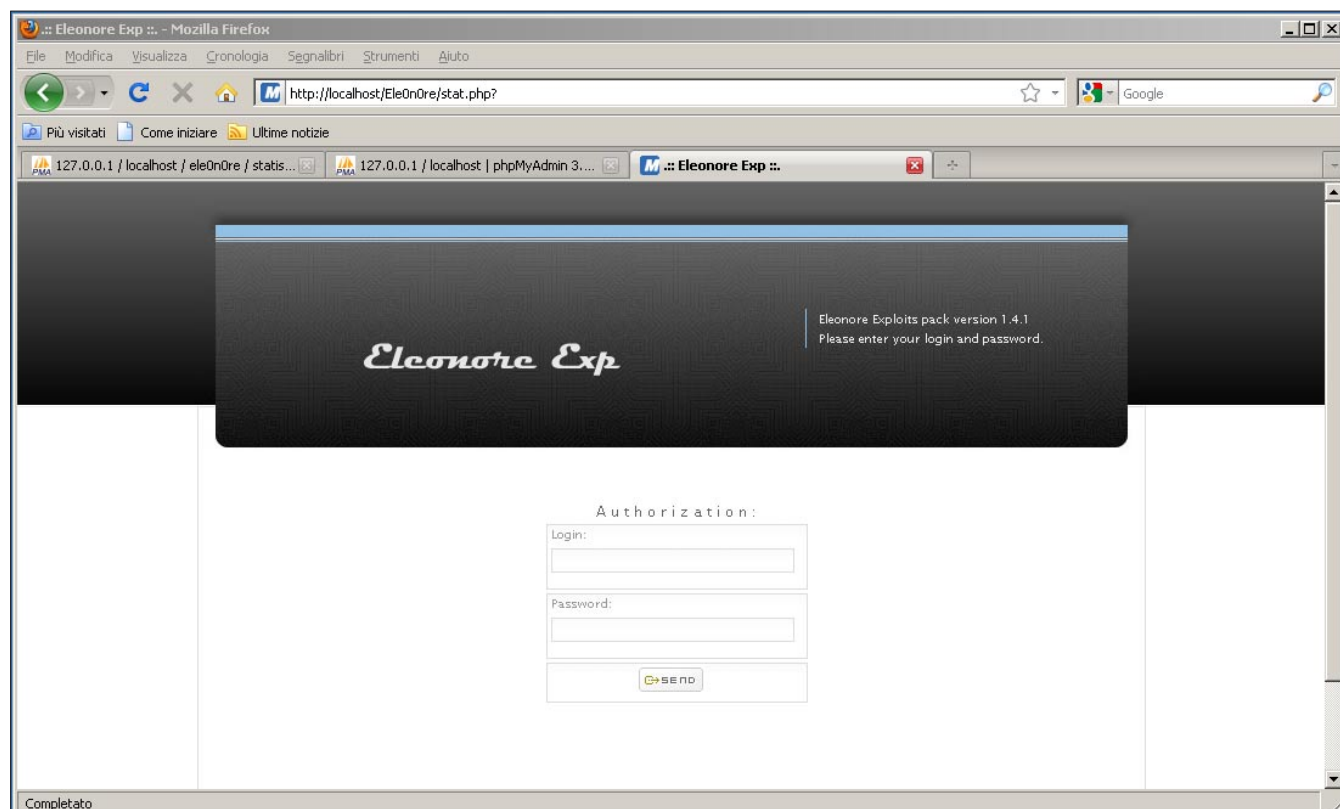 .:: Eleonore Exp ::. - Mozilla Firefox
File Modifica Visualizza Cronologia Segnalibri Strumenti Aiuto
http://localhost/Ele0n0re/stat.php?
Google
Più visitati Come iniziare Ultime notizie
127.0.0.1 / localhost / ele0n0re / statis...
127.0.0.1 / localhost | phpMyAdmin 3....
.:: Eleonore Exp ::.
Eleonore Exp
Eleonore Exploits pack version 1.4.1
Please enter your login and password.
Authorization:
Login:
Password:
SEND
Completato